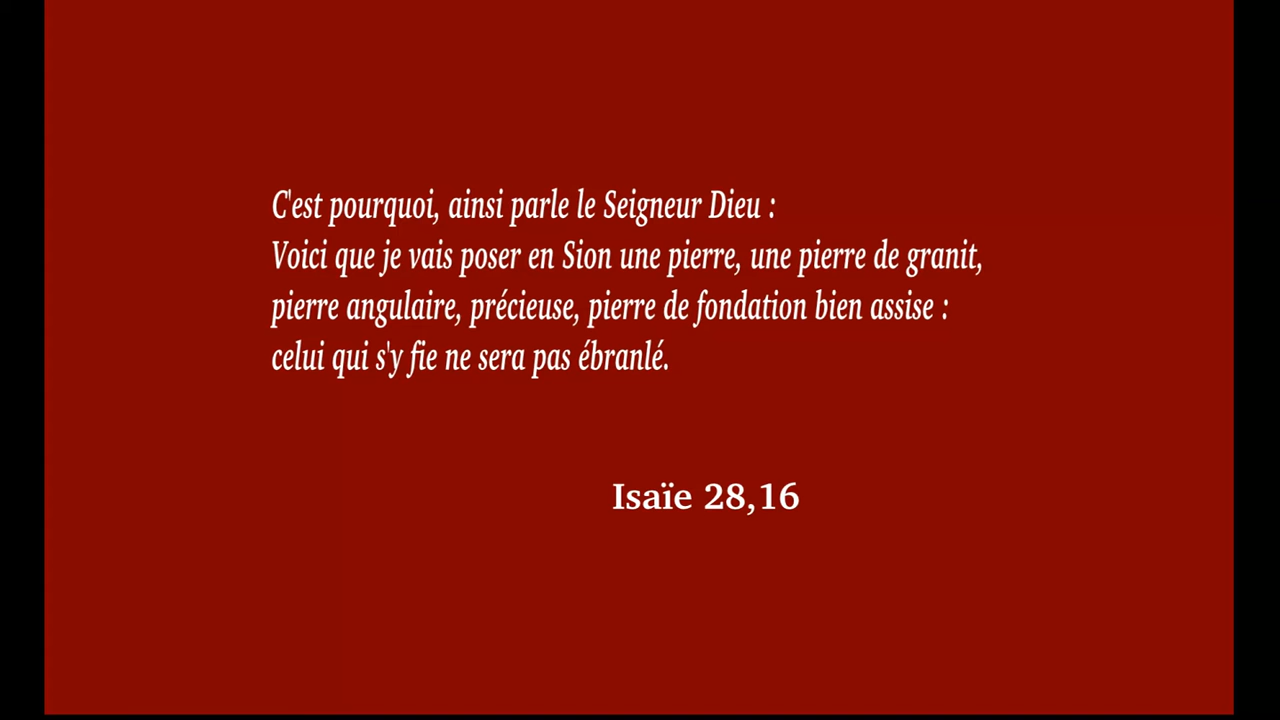 C'est pourquoi, ainsi parle le Seigneur Dieu :
Voici que je vais poser en Sion une pierre, une pierre de granit,
pierre angulaire, précieuse, pierre de fondation bien assise :
celui qui s'y fie ne sera pas ébranlé.
Isaïe 28,16